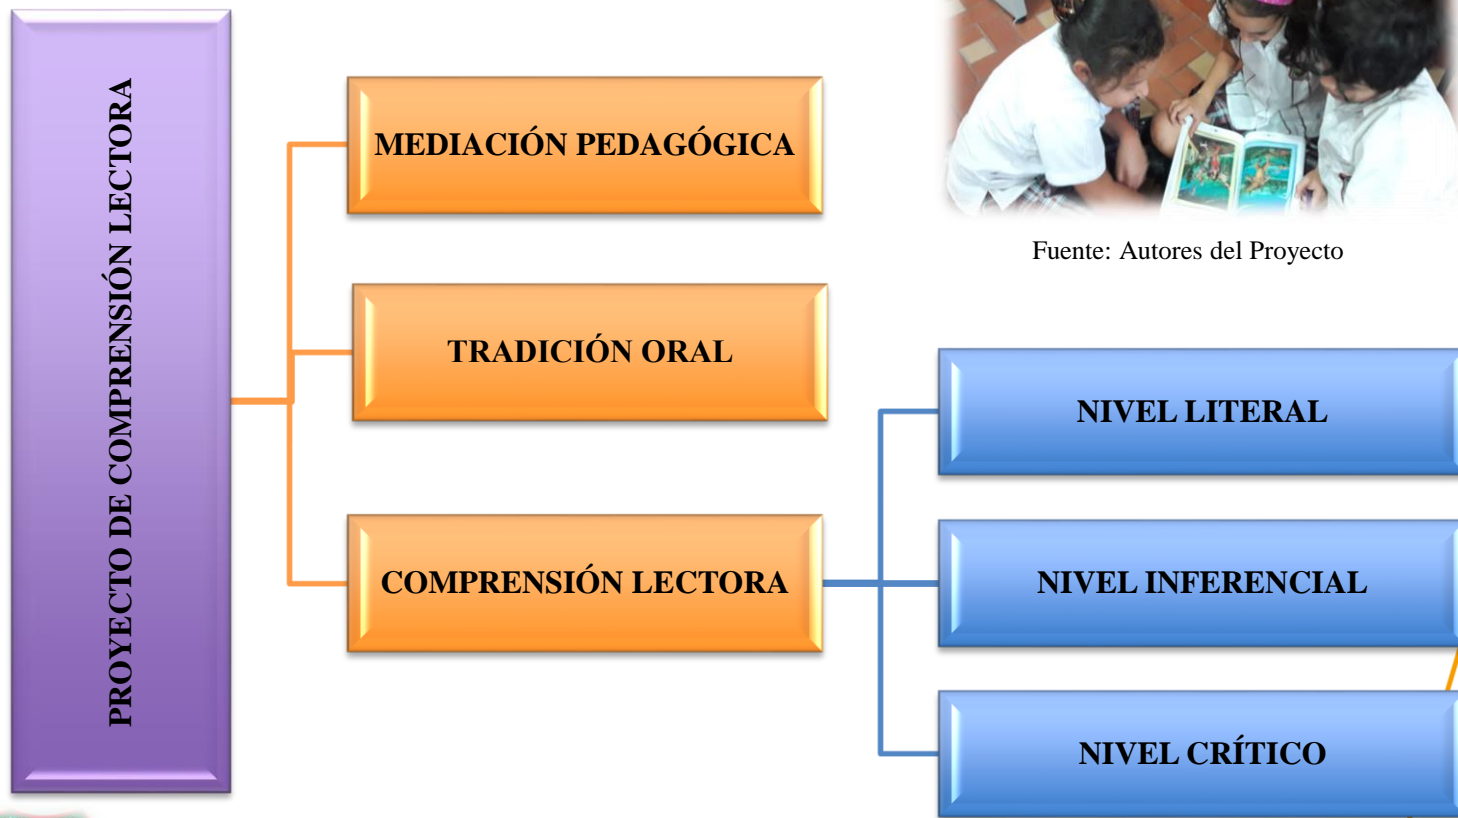 PROYECTO DE COMPRENSIÓN LECTORA
MEDIACIÓN PEDAGÓGICA
TRADICIÓN ORAL
COMPRENSIÓN LECTORA
Fuente: Autores del Proyecto
NIVEL LITERAL
NIVEL INFERENCIAL
NIVEL CRÍTICO